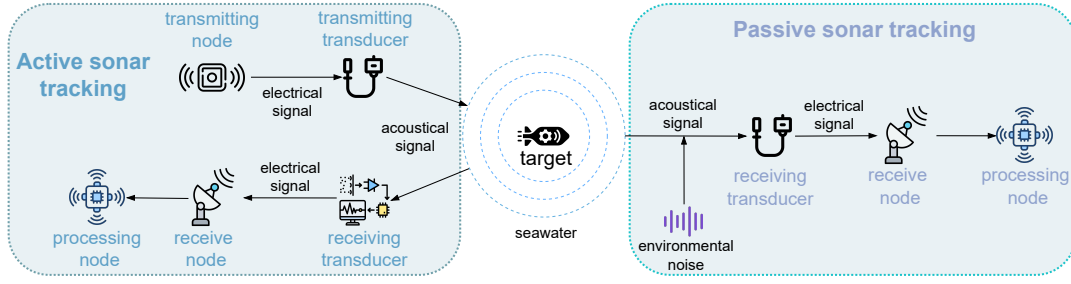 Active sonar
tracking
transmitting
node
electrical
signal
transmitting
transducer
acoustical
signal
receiving
transducer
electrical
signal
receive
node
processing
node
target
seawater
Passive sonar tracking
acoustical
signal
environmental
noise
receiving
transducer
electrical
signal
receive
node
processing
node